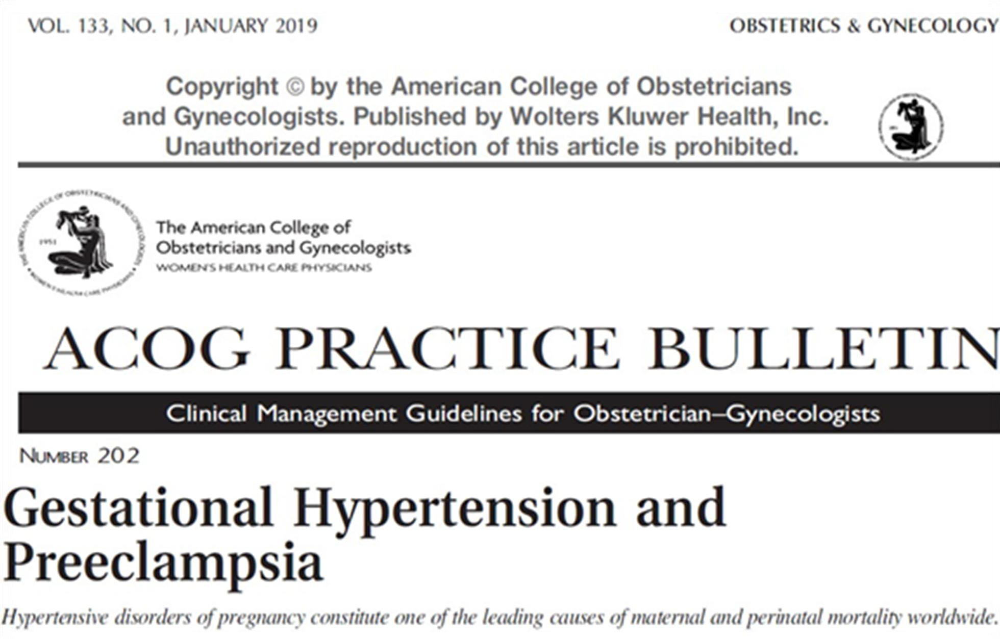 VOL. 133, NO. 1, JANUARY 2019
OBSTETRICS & GYNECOLOGY
Copyright © by the American College of Obstetricians
and Gynecologists. Published by Wolters Kluwer Health, Inc.
Unauthorized reproduction of this article is prohibited.
THE AMERICAN COLLEGE OF OBSTETRICIANS AND GYNECOLOGISTS • WOMEN'S HEALTH CARE PHYSICIANS •
1951
The American College of
Obstetricians and Gynecologists
WOMEN'S HEALTH CARE PHYSICIANS
ACOG PRACTICE BULLETIN
Clinical Management Guidelines for Obstetrician–Gynecologists
NUMBER 202
Gestational Hypertension and
Preeclampsia
Hypertensive disorders of pregnancy constitute one of the leading causes of maternal and perinatal mortality worldwide.